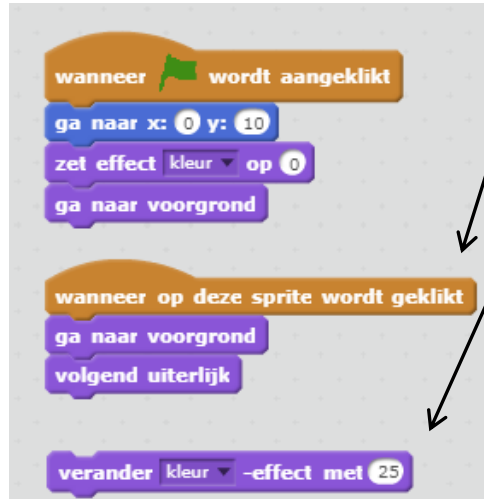 wanneer wordt aangeklikt
ga naar x: 0 y: 10
zet effect kleur op 0
ga naar voorgrond
wanneer op deze sprite wordt geklikt
ga naar voorgrond
volgend uiterlijk
verander kleur -effect met 25